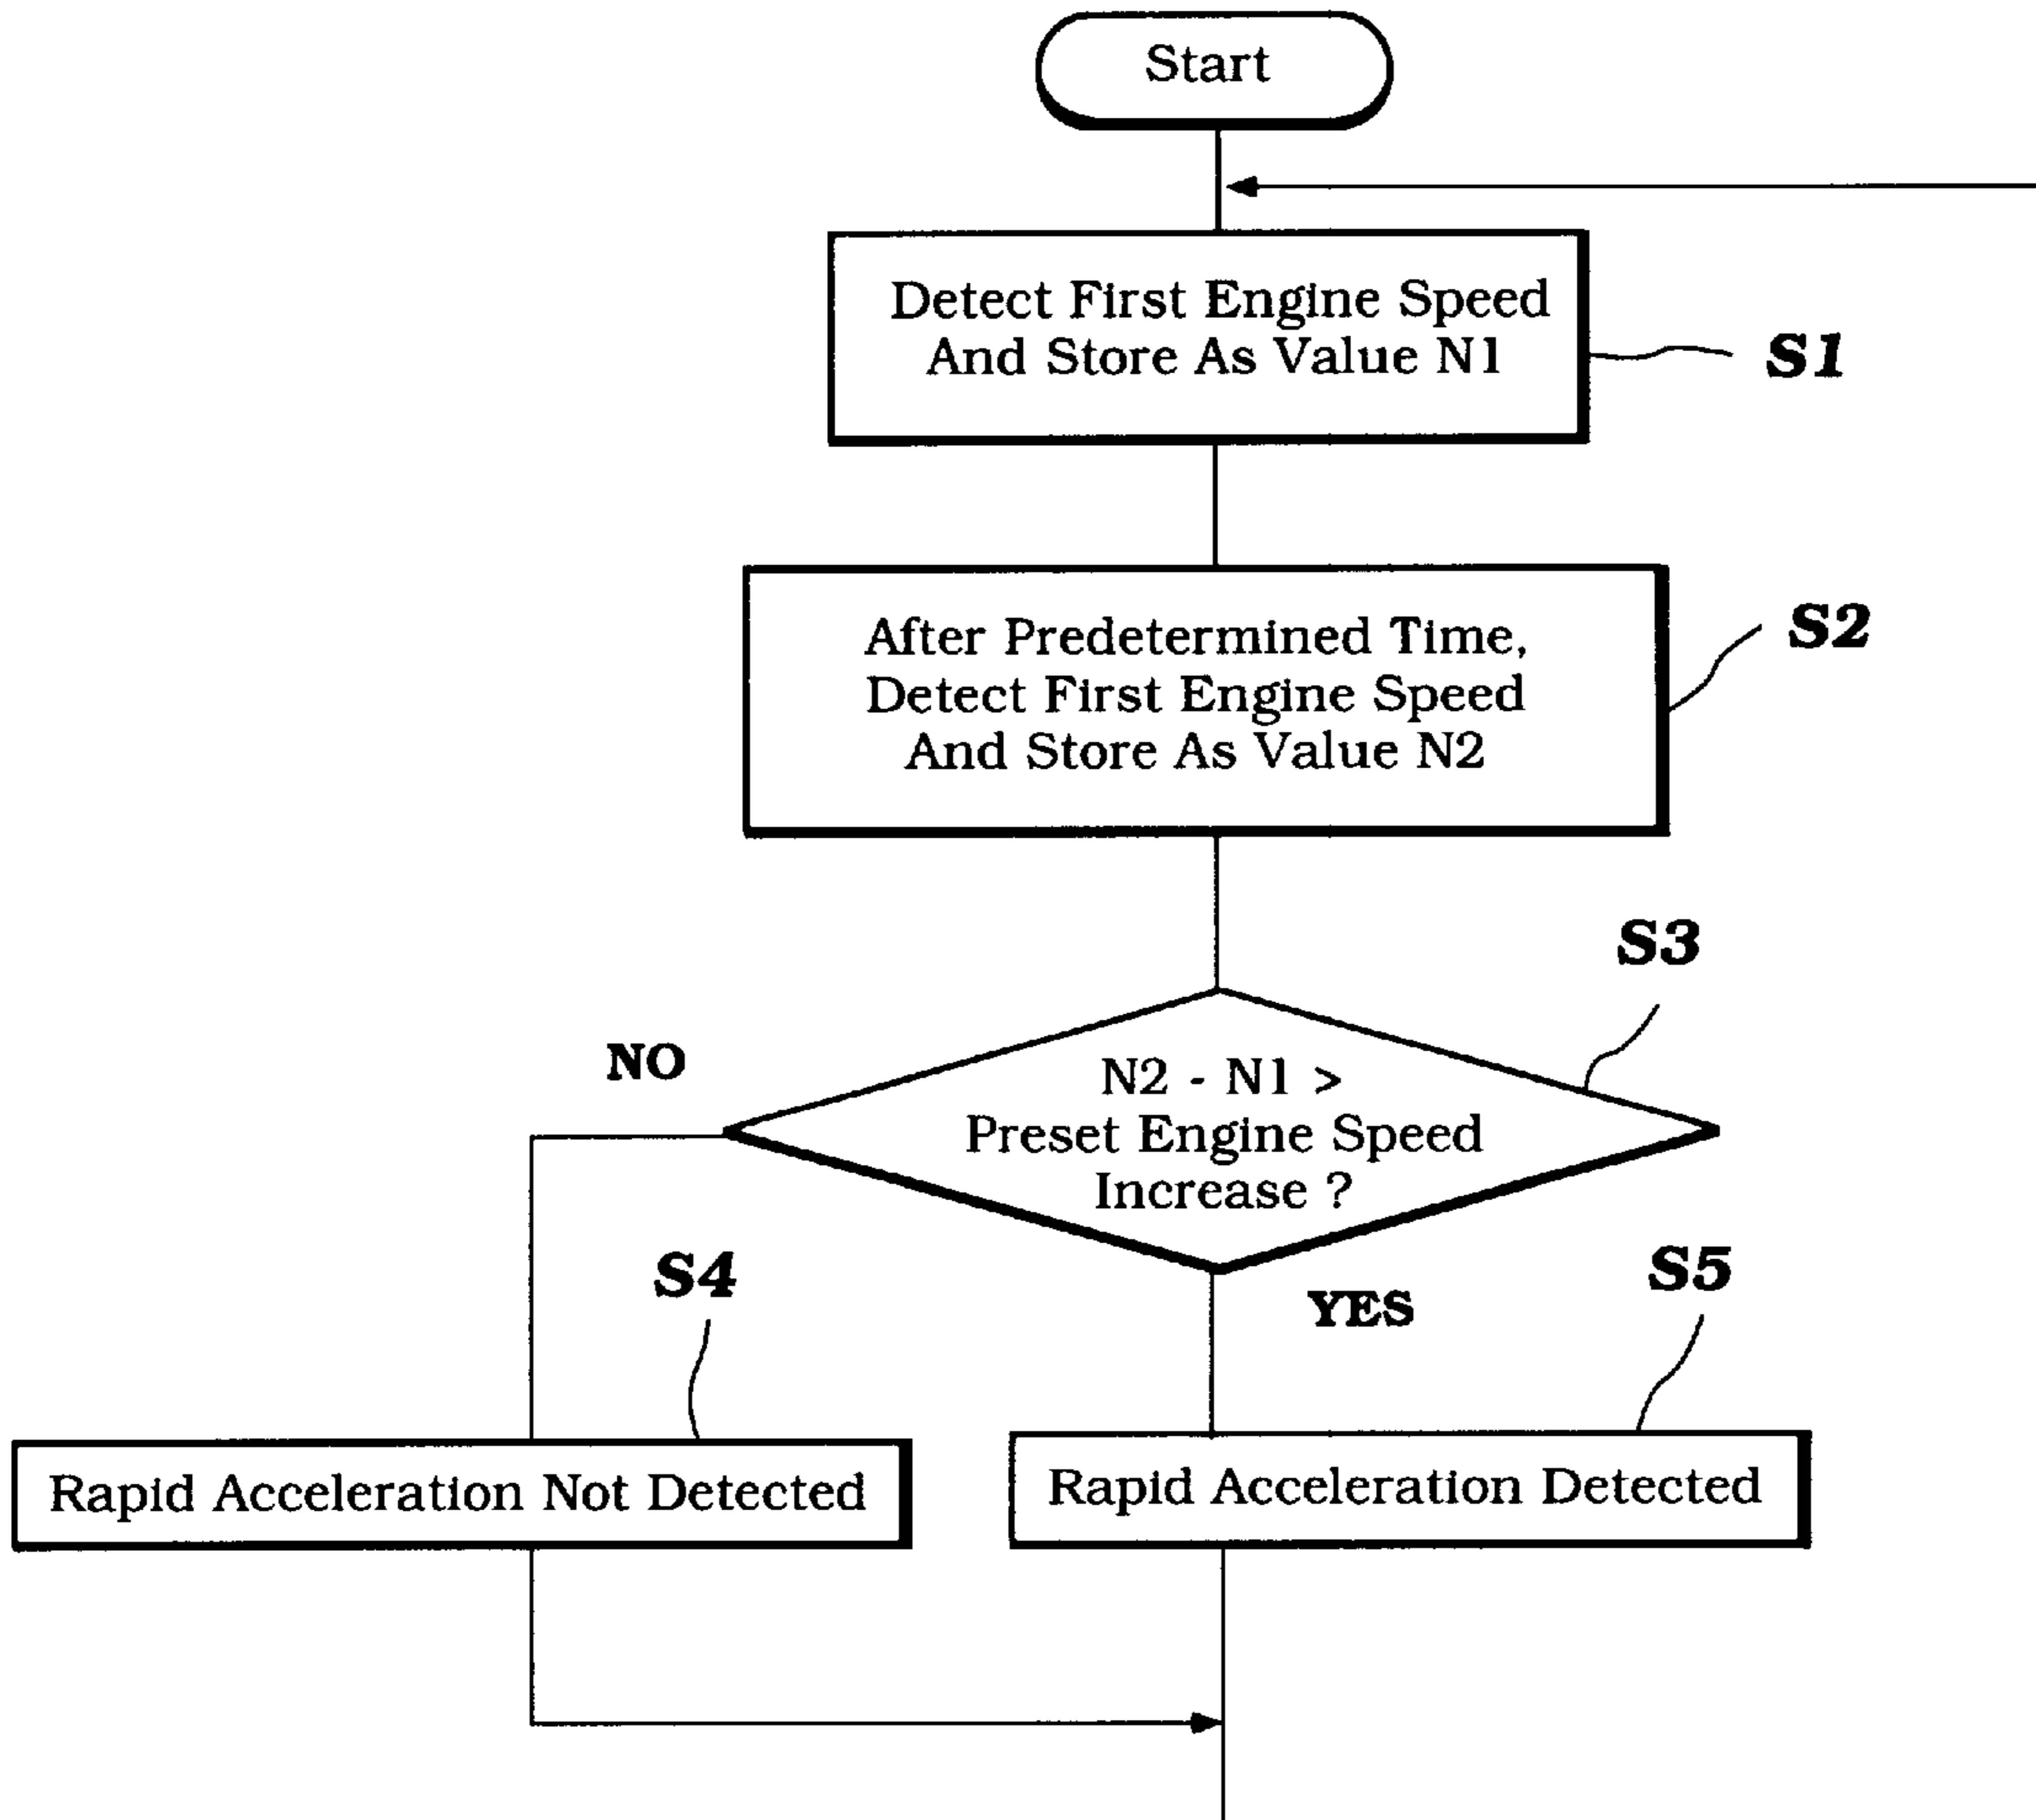 Start
Detect First Engine Speed
And Store As Value N1
S1
After Predetermined Time,
Detect First Engine Speed
And Store As Value N2
S2
S3
NO
N2 - N1 >
Preset Engine Speed
Increase ?
S4
YES
S5
Rapid Acceleration Not Detected
Rapid Acceleration Detected